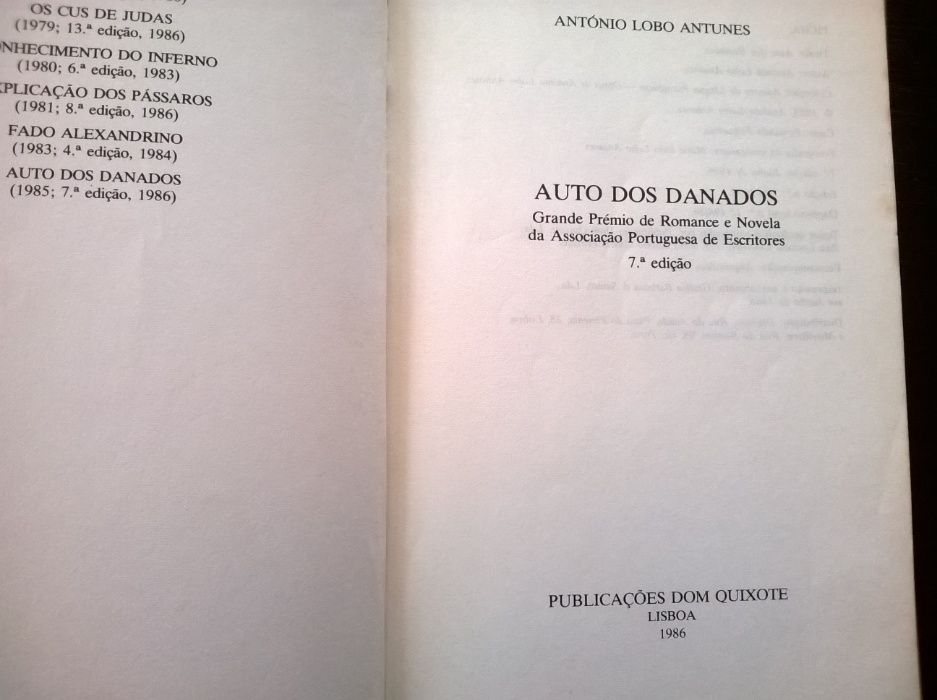 OS CUS DE JUDAS
(1979; 13.ª edição, 1986)
NHECIMENTO DO INFERNO
(1980; 6.ª edição, 1983)
PLICAÇÃO DOS PÁSSAROS
(1981; 8.ª edição, 1986)
FADO ALEXANDRINO
(1983; 4.ª edição, 1984)
AUTO DOS DANADOS
(1985; 7.ª edição, 1986)
ANTÓNIO LOBO ANTUNES
AUTO DOS DANADOS
Grande Prémio de Romance e Novela
da Associação Portuguesa de Escritores
7.ª edição
PUBLICAÇÕES DOM QUIXOTE
LISBOA
1986